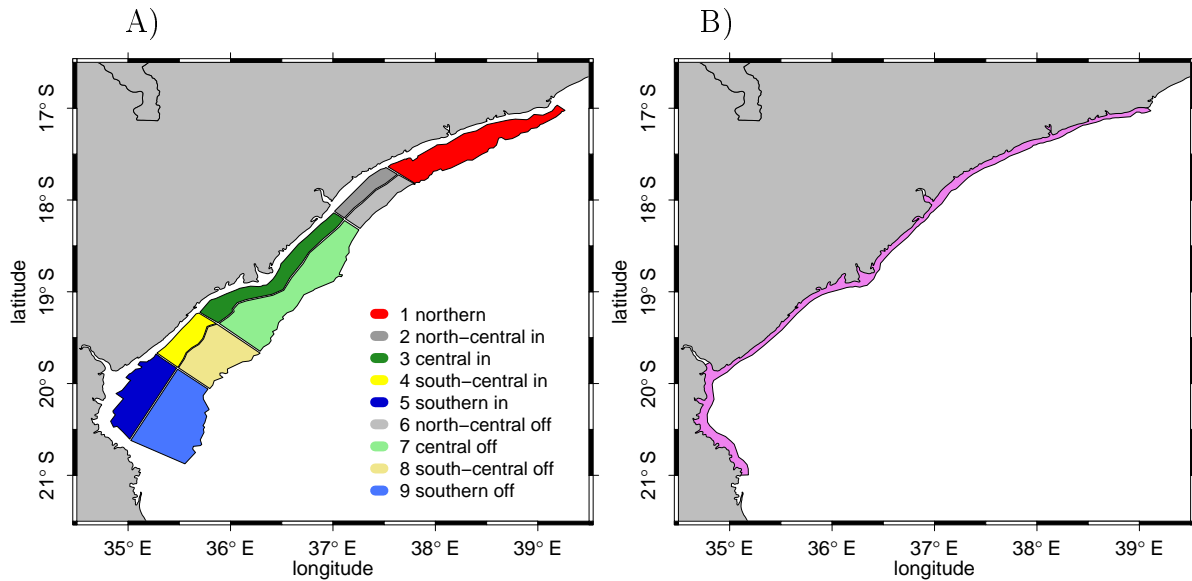 A)
17° S
18° S
19° S
20° S
21° S
latitude
35° E
36° E
37° E
38° E
39° E
longitude
1 northern
2 north−central in
3 central in
4 south−central in
5 southern in
6 north−central off
7 central off
8 south−central off
9 southern off
B)
17° S
18° S
19° S
20° S
21° S
latitude
35° E
36° E
37° E
38° E
39° E
longitude